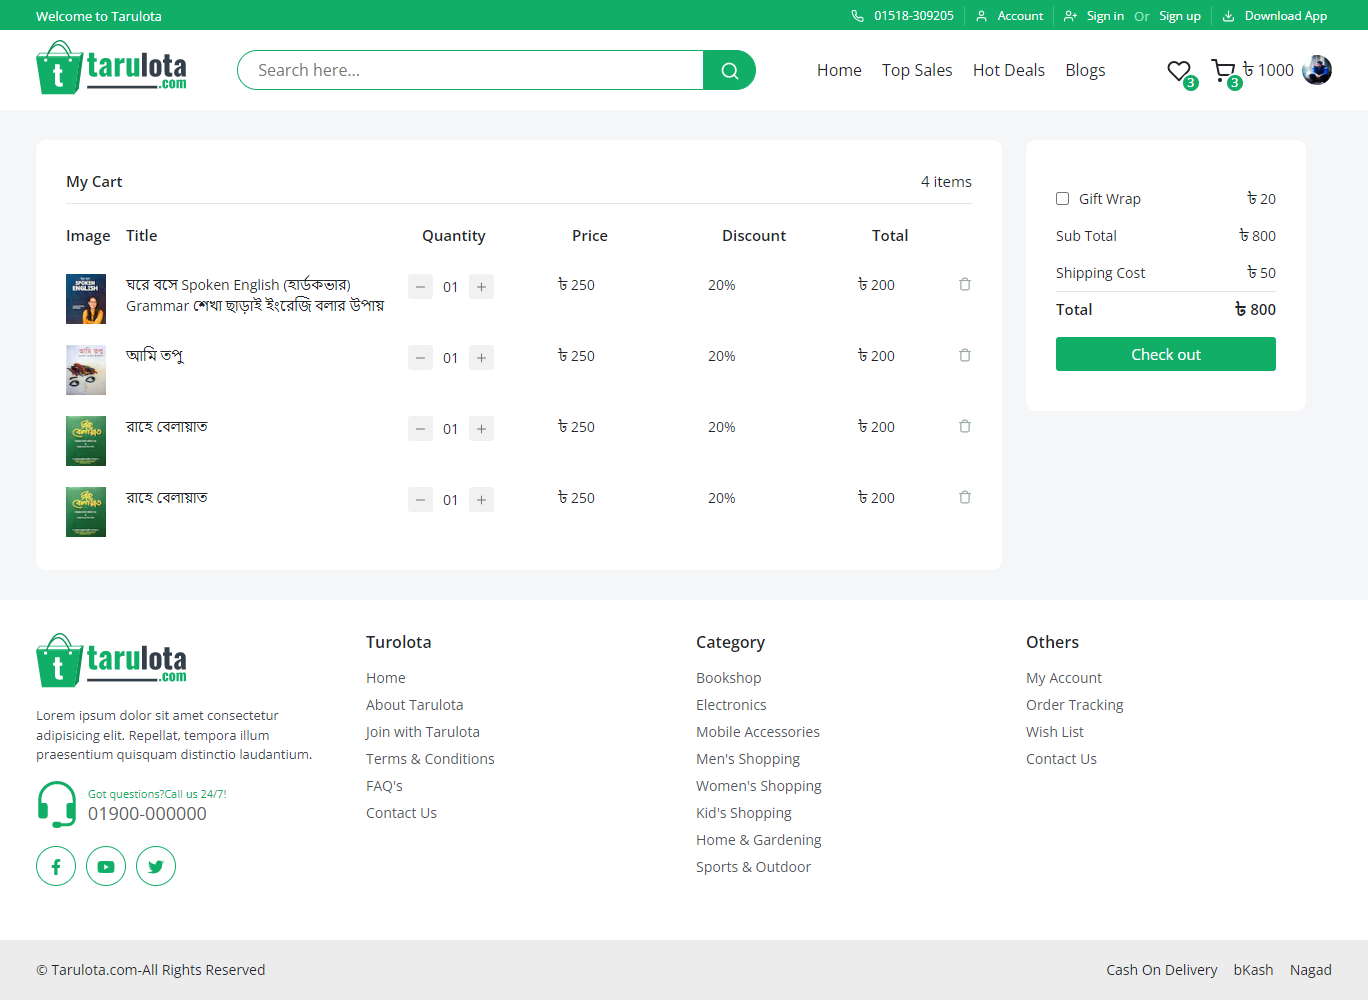 Welcome to Tarulota
01518-309205 Account Sign in Or Sign up Download App
tarulota
.com
Search here...
Home Top Sales Hot Deals Blogs
3 3 ৳ 1000
My Cart 4 items
Image Title Quantity Price Discount Total
SPOKEN
ENGLISH
ঘরে বসে Spoken English (হার্ডকভার)
Grammar শেখা ছাড়াই ইংরেজি বলার উপায়
− 01 + ৳ 250 20% ৳ 200
আমি তপু
আমি তপু − 01 + ৳ 250 20% ৳ 200
রাহে বেলায়াত − 01 + ৳ 250 20% ৳ 200
রাহে বেলায়াত − 01 + ৳ 250 20% ৳ 200
Gift Wrap ৳ 20
Sub Total ৳ 800
Shipping Cost ৳ 50
Total ৳ 800
Check out
t tarulota
.com
Lorem ipsum dolor sit amet consectetur
adipisicing elit. Repellat, tempora illum
praesentium quisquam distinctio laudantium.
Got questions?Call us 24/7!
01900-000000
Turolota
Home
About Tarulota
Join with Tarulota
Terms & Conditions
FAQ's
Contact Us
Category
Bookshop
Electronics
Mobile Accessories
Men's Shopping
Women's Shopping
Kid's Shopping
Home & Gardening
Sports & Outdoor
Others
My Account
Order Tracking
Wish List
Contact Us
© Tarulota.com-All Rights Reserved
Cash On Delivery bKash Nagad